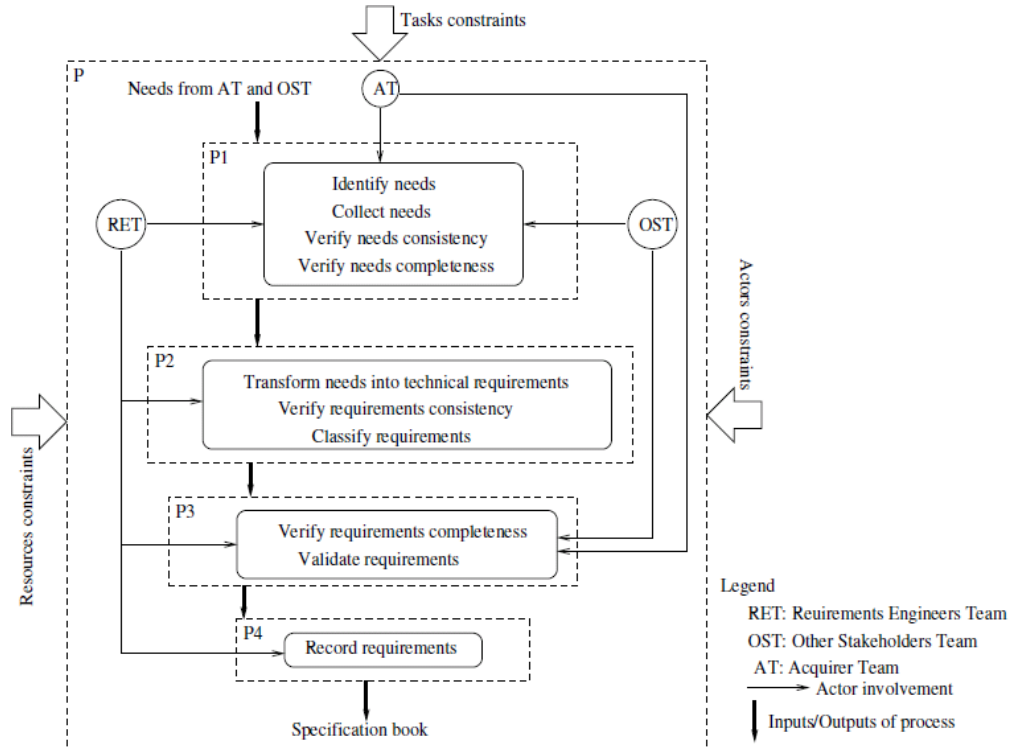 Tasks constraints
P
Needs from AT and OST
AT
P1
Identify needs
Collect needs
Verify needs consistency
Verify needs completeness
RET
OST
Actors constraints
P2
Transform needs into technical requirements
Verify requirements consistency
Classify requirements
Resources constraints
P3
Verify requirements completeness
Validate requirements
P4
Record requirements
Specification book
Legend
RET: Reuirements Engineers Team
OST: Other Stakeholders Team
AT: Acquirer Team
Actor involvement
Inputs/Outputs of process